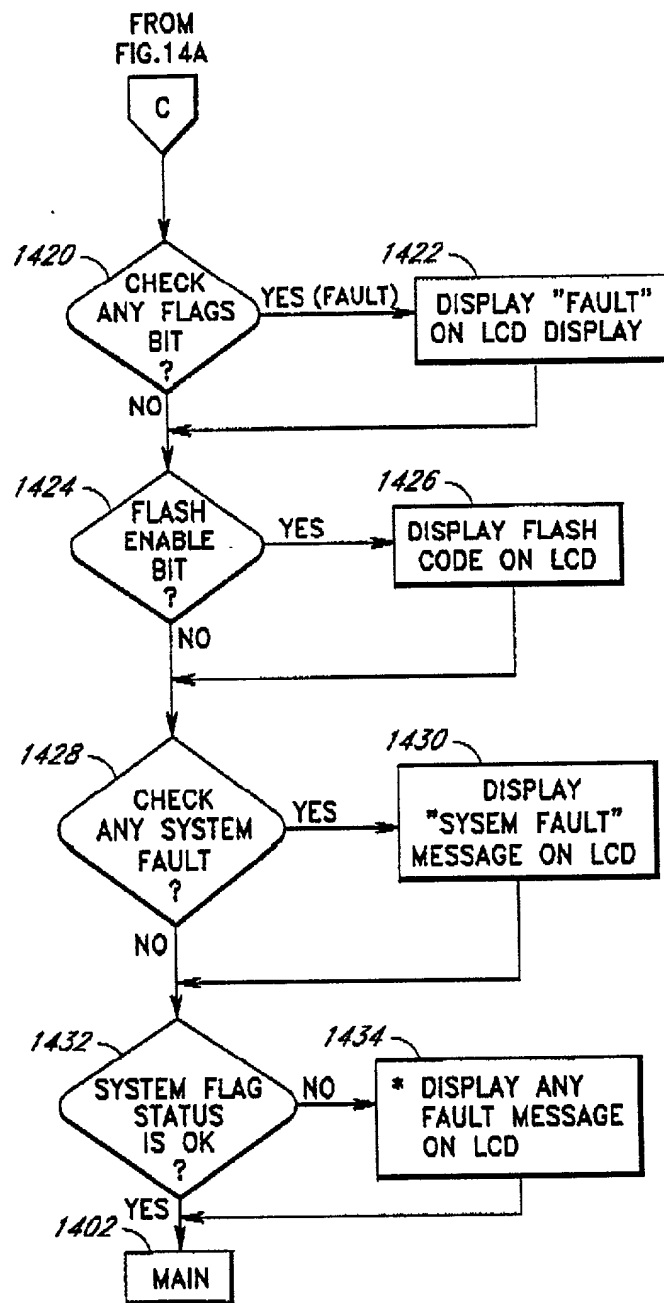 FROM
FIG.14A
C
1420
CHECK
ANY FLAGS
BIT
?
YES (FAULT)
1422
DISPLAY "FAULT"
ON LCD DISPLAY
NO
1424
FLASH
ENABLE
BIT
?
YES
1426
DISPLAY FLASH
CODE ON LCD
NO
1428
CHECK
ANY SYSTEM
FAULT
?
YES
1430
DISPLAY
"SYSEM FAULT"
MESSAGE ON LCD
NO
1432
SYSTEM FLAG
STATUS
IS OK
?
NO
1434
* DISPLAY ANY
FAULT MESSAGE
ON LCD
YES
1402
MAIN